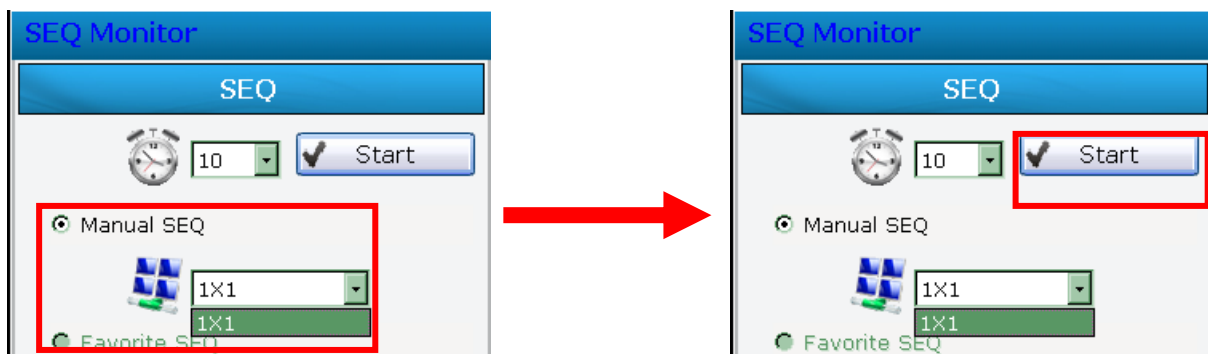 SEQ Monitor
SEQ
10
Start
Manual SEQ
1X1
1X1
Favorite SEQ
SEQ Monitor
SEQ
10
Start
Manual SEQ
1X1
1X1
Favorite SEQ